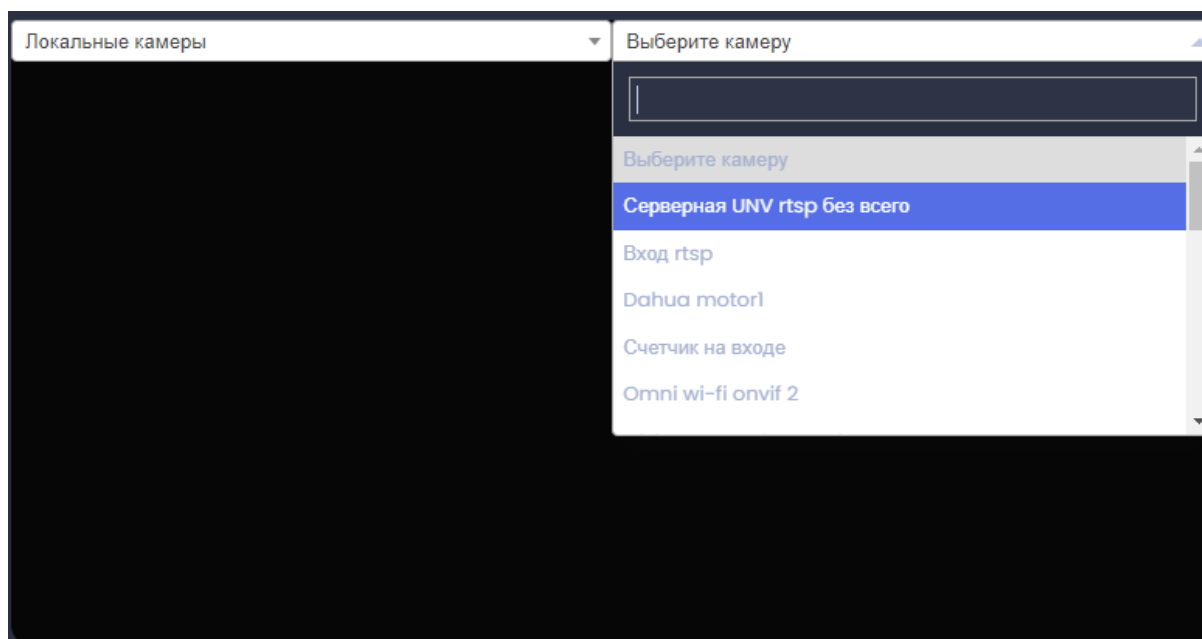 Локальные камеры
Выберите камеру
Выберите камеру
Серверная UNV rtsp без всего
Вход rtsp
Dahua motor1
Счетчик на входе
Omni wi-fi onvif 2